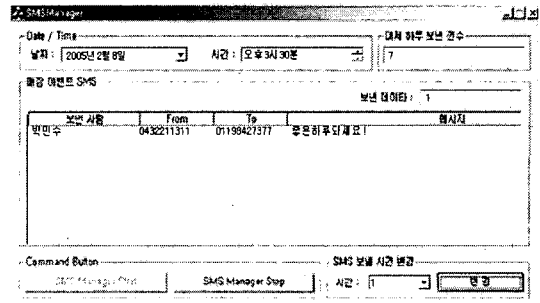 SMSManager
Date / Time
날짜 : 2005년 2월 8일
시간 : 오후 3시 30분
대체 하루 보낸 건수
7
매장 이벤트 SMS
보낸 데이타 : 1
보낸 사람 From To 메시지
박민수 0432211311 01198427377 좋은하루되세요!
Command Button
SMS Manager Stop
SMS 보낼 시간 변경
시간 : 1 변경